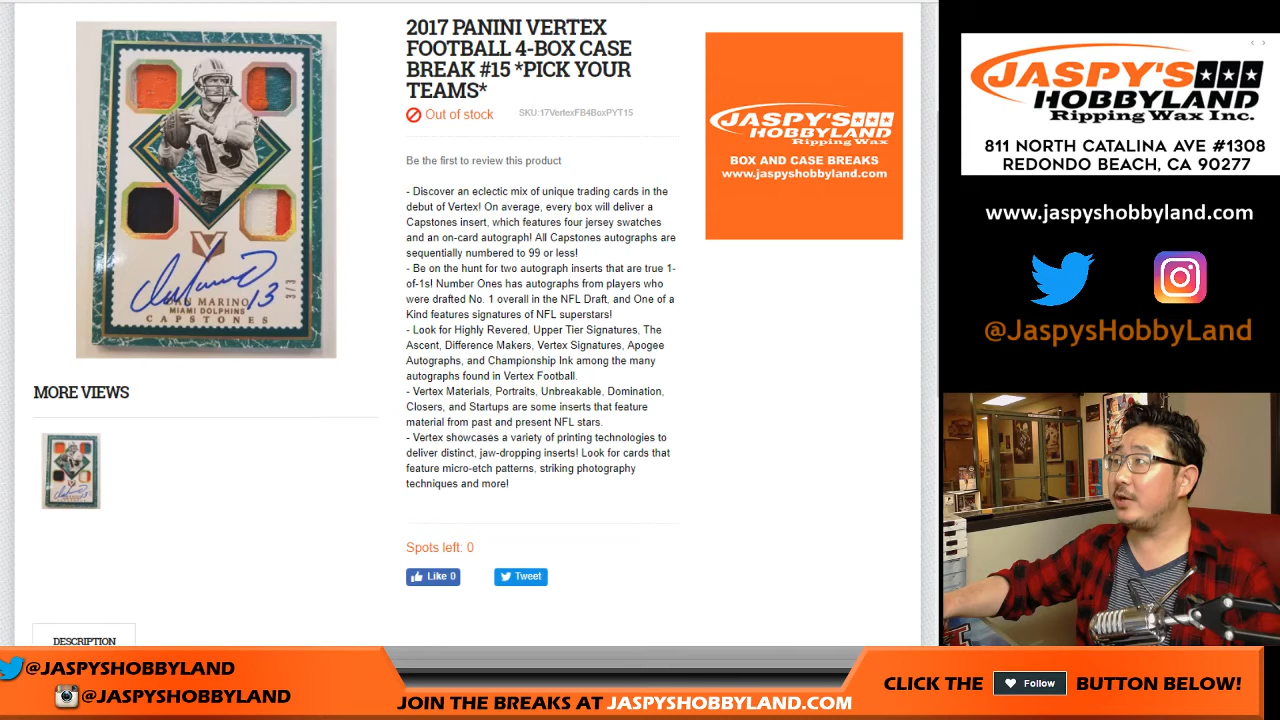 2017 PANINI VERTEX
FOOTBALL 4-BOX CASE
BREAK #15 *PICK YOUR
TEAMS*
Out of stock
SKU:17VertexFB4BoxPYT15
Be the first to review this product
- Discover an eclectic mix of unique trading cards in the
debut of Vertex! On average, every box will deliver a
Capstones insert, which features four jersey swatches
and an on-card autograph! All Capstones autographs are
sequentially numbered to 99 or less!
- Be on the hunt for two autograph inserts that are true 1-
of-1s! Number Ones has autographs from players who
were drafted No. 1 overall in the NFL Draft, and One of a
Kind features signatures of NFL superstars!
- Look for Highly Revered, Upper Tier Signatures, The
Ascent, Difference Makers, Vertex Signatures, Apogee
Autographs, and Championship Ink among the many
autographs found in Vertex Football.
- Vertex Materials, Portraits, Unbreakable, Domination,
Closers, and Startups are some inserts that feature
material from past and present NFL stars.
- Vertex showcases a variety of printing technologies to
deliver distinct, jaw-dropping inserts! Look for cards that
feature micro-etch patterns, striking photography
techniques and more!
Spots left: 0
Like 0
Tweet
13
V
13
3/3
DAN MARINO
MIAMI DOLPHINS
CAPSTONES
MORE VIEWS
DESCRIPTION
JASPY'S
HOBBYLAND
Ripping Wax
BOX AND CASE BREAKS
www.jaspyshobbyland.com
JASPY'S
HOBBYLAND
Ripping Wax Inc.
811 NORTH CATALINA AVE #1308
REDONDO BEACH, CA 90277
www.jaspyshobbyland.com
@JaspysHobbyLand
@JASPYSHOBBYLAND
@JASPYSHOBBYLAND
JOIN THE BREAKS AT JASPYSHOBBYLAND.COM
CLICK THE Follow BUTTON BELOW!